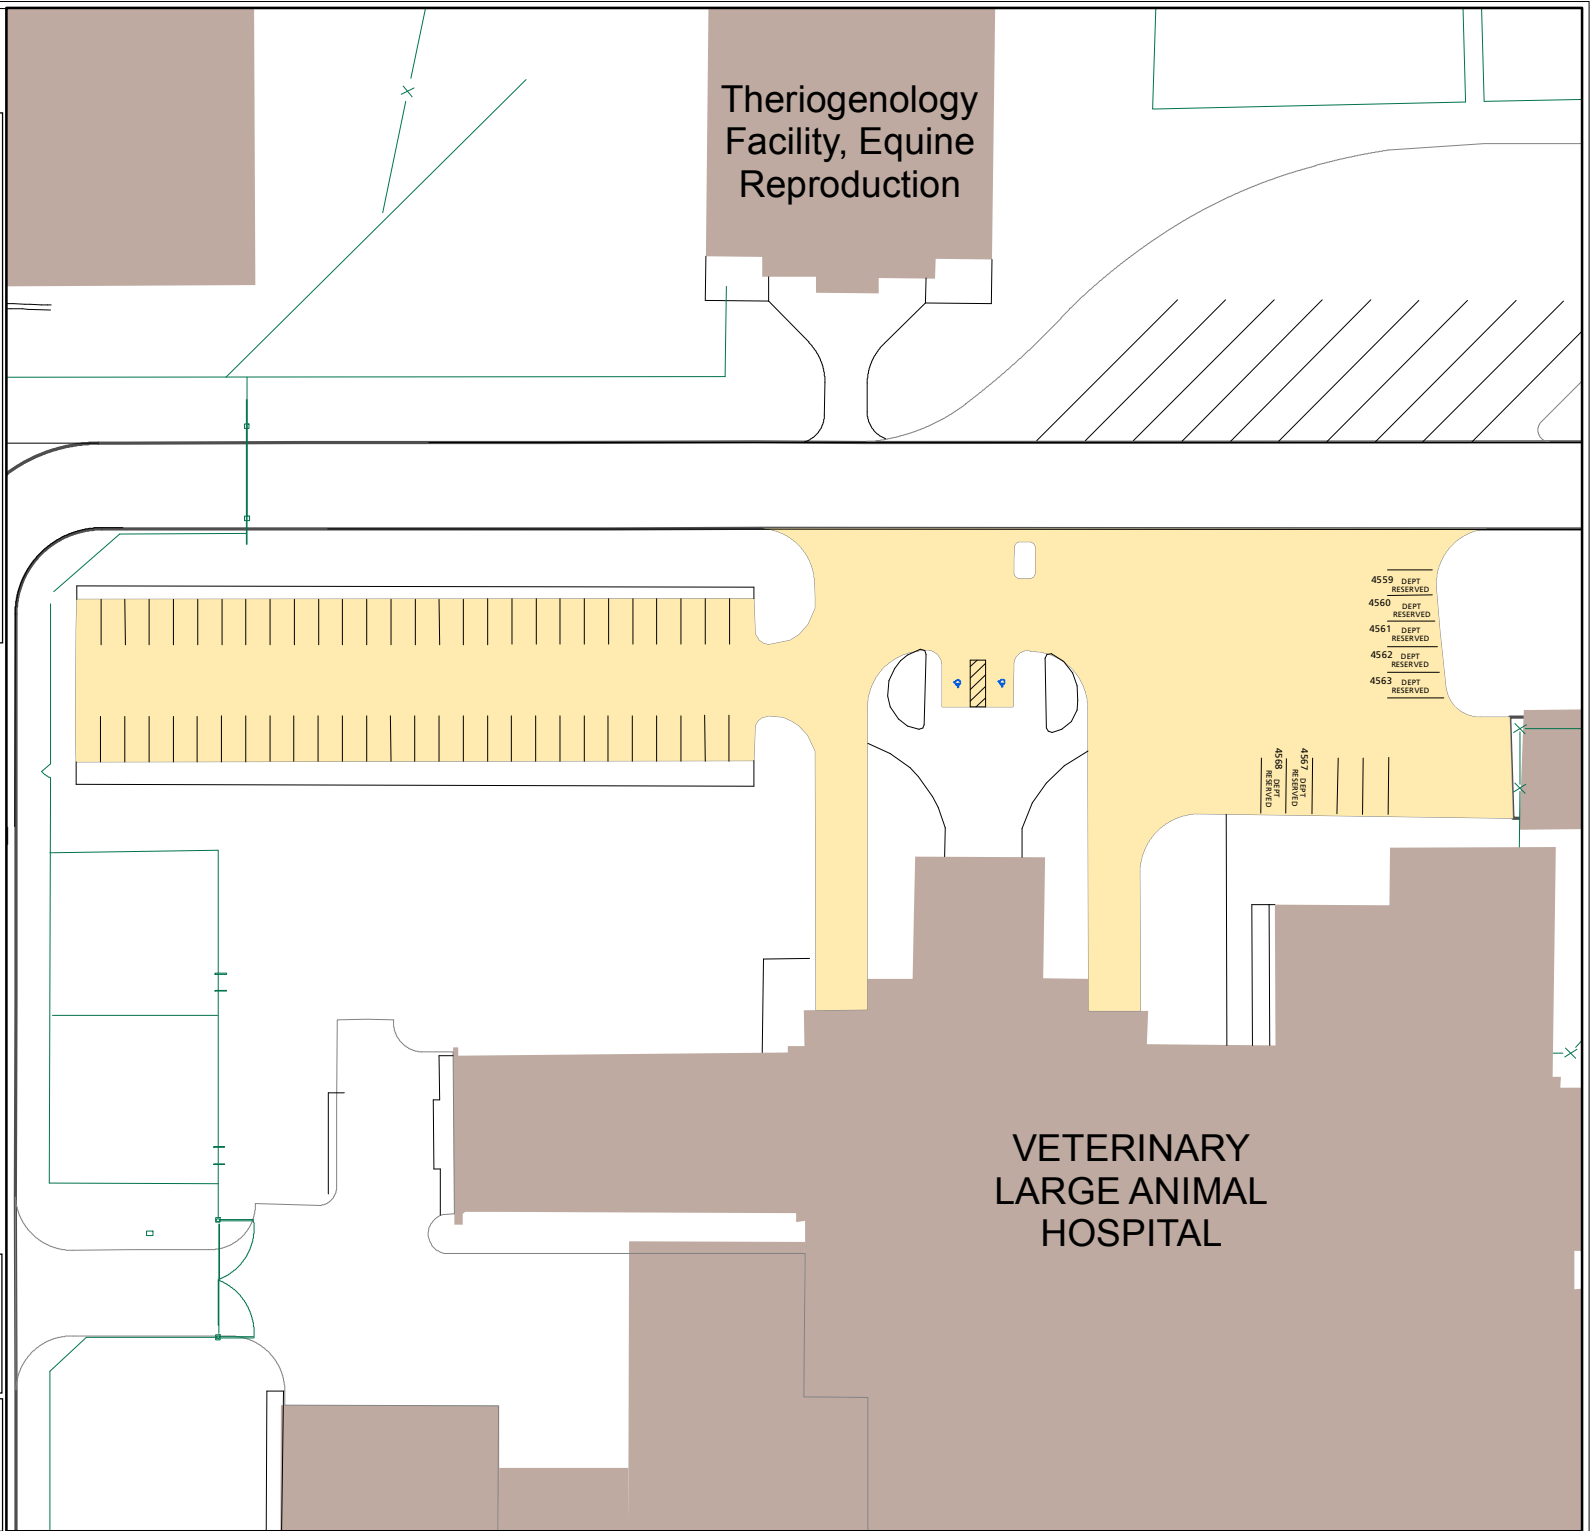 Theriogenology
Facility, Equine
Reproduction
4559 DEPT
RESERVED
4560 DEPT
RESERVED
4561 DEPT
RESERVED
4562 DEPT
RESERVED
4563 DEPT
RESERVED
4568 DEPT
RESERVED
4567 DEPT
RESERVED
VETERINARY
LARGE ANIMAL
HOSPITAL